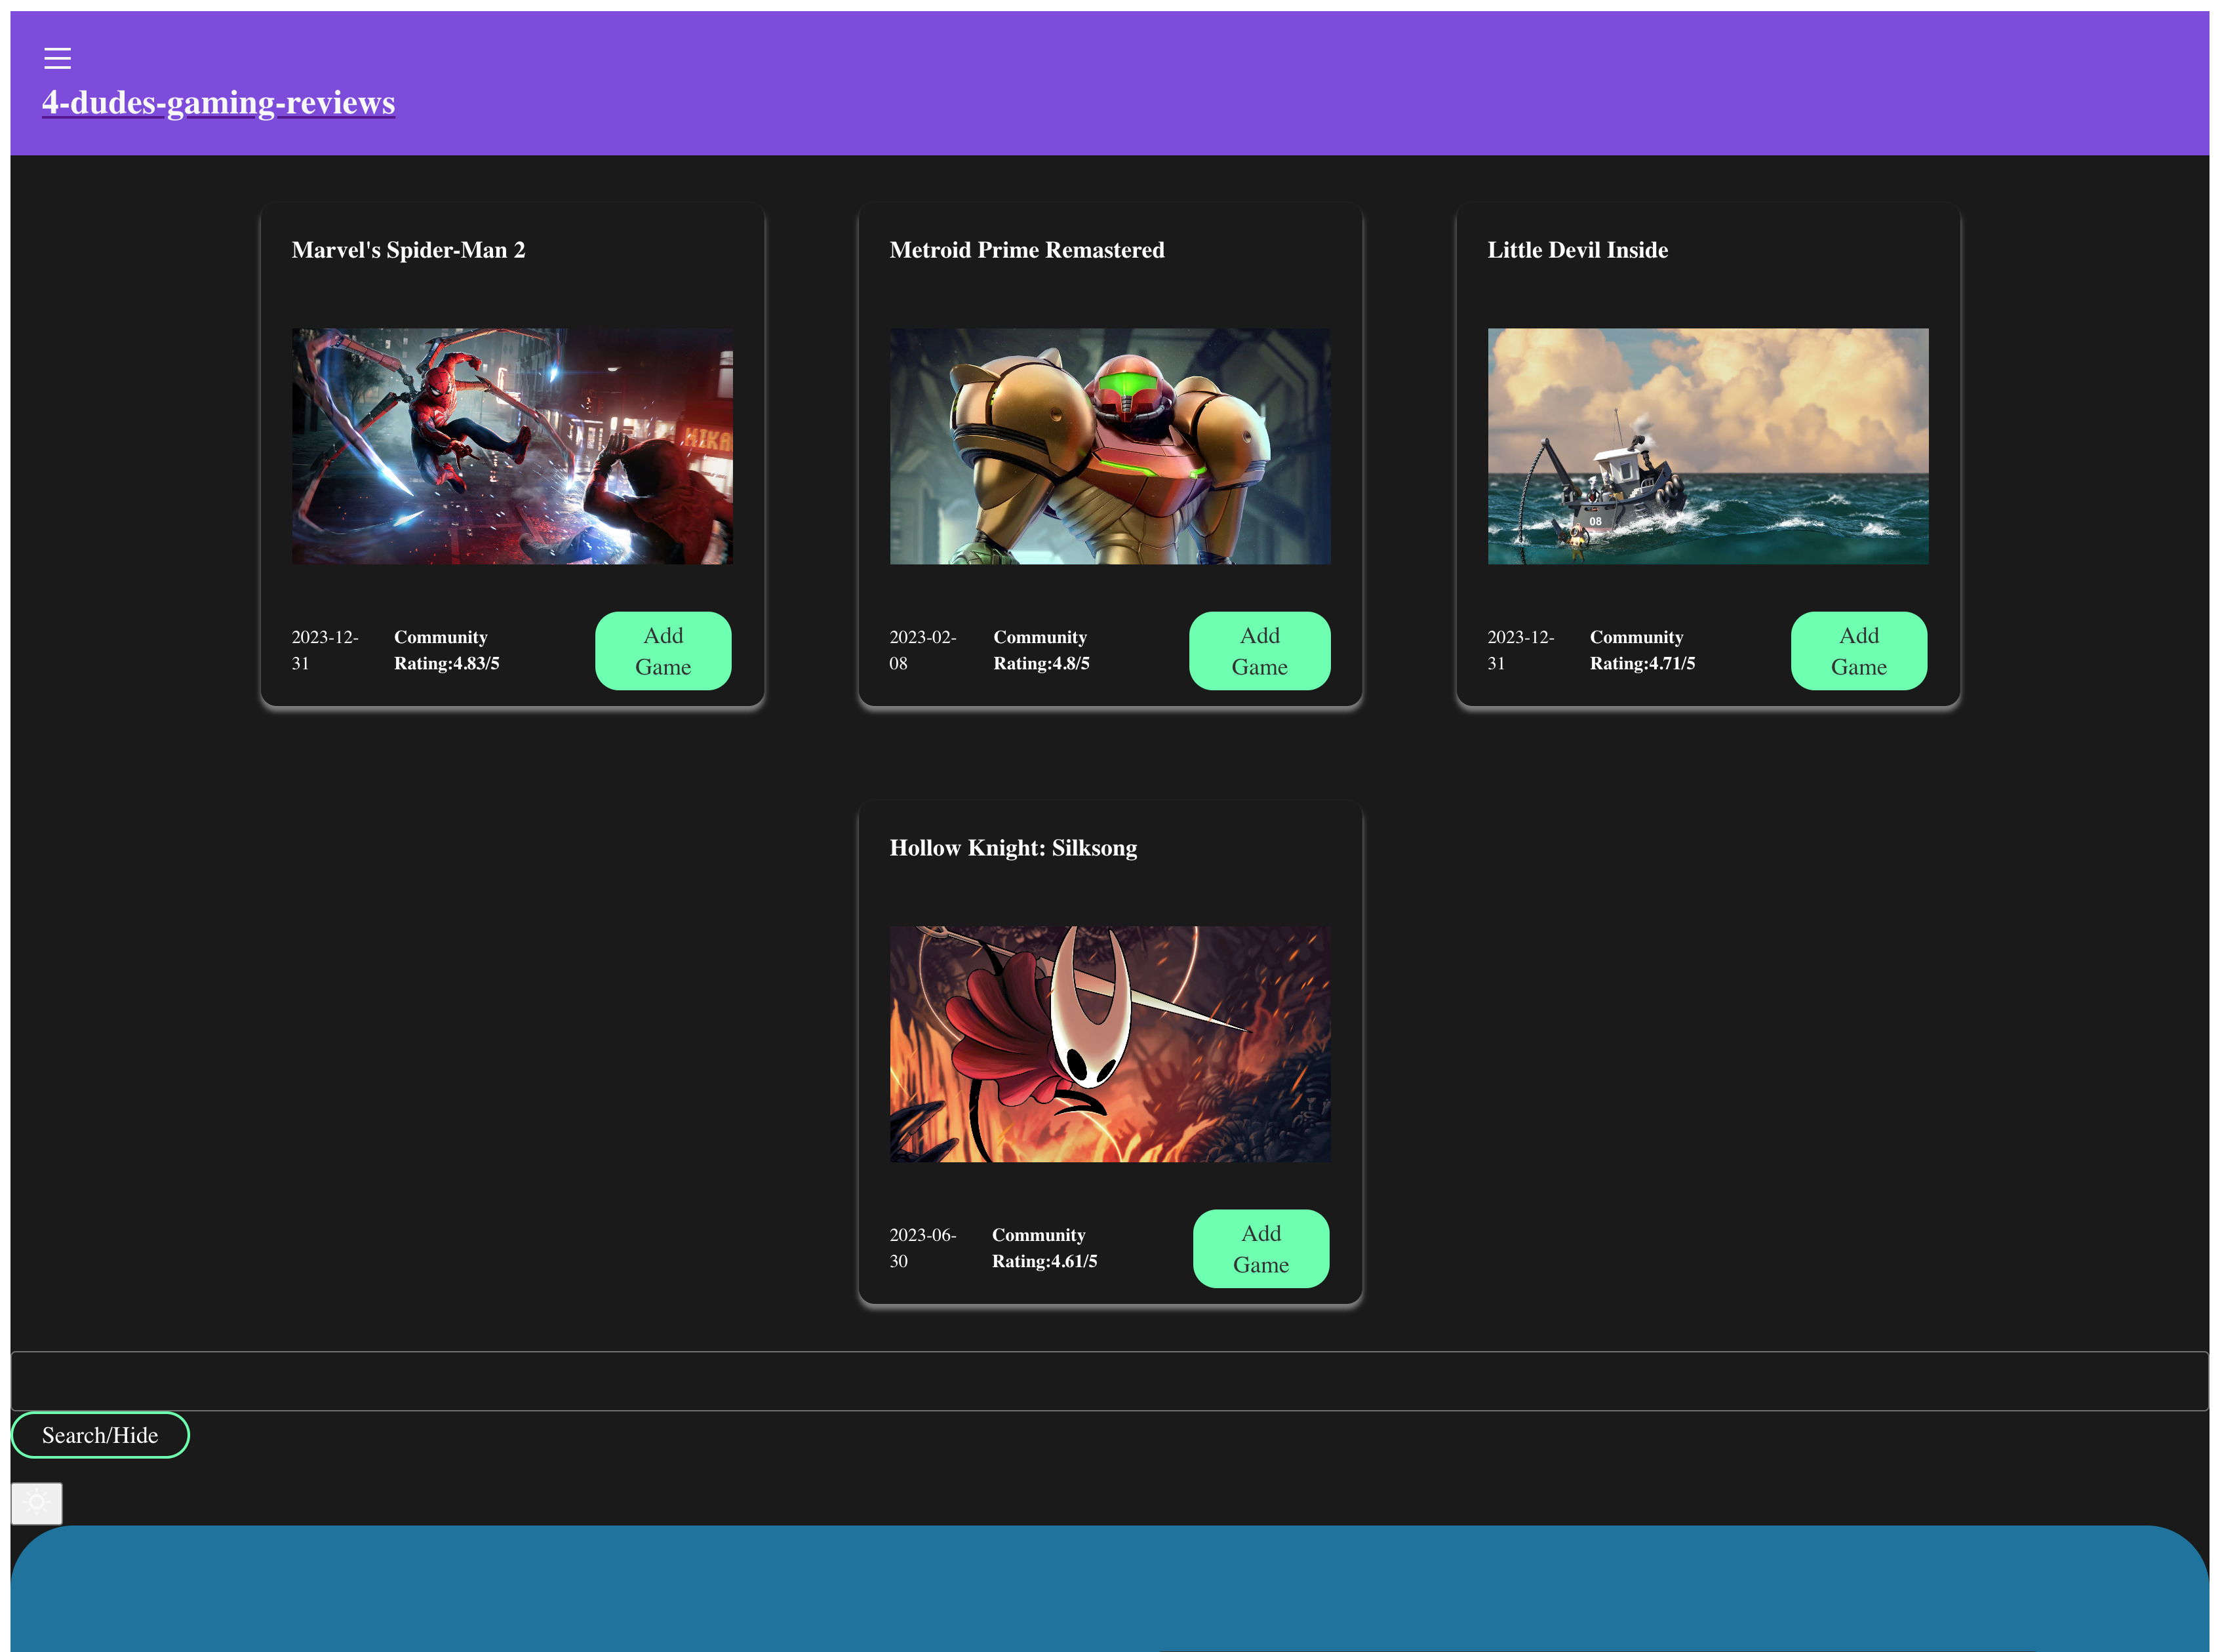 4-dudes-gaming-reviews
Marvel's Spider-Man 2
Metroid Prime Remastered
Little Devil Inside
08
2023-12-
31
Community
Rating:4.83/5
Add
Game
2023-02-
08
Community
Rating:4.8/5
Add
Game
2023-12-
31
Community
Rating:4.71/5
Add
Game
Hollow Knight: Silksong
2023-06-
30
Community
Rating:4.61/5
Add
Game
Search/Hide